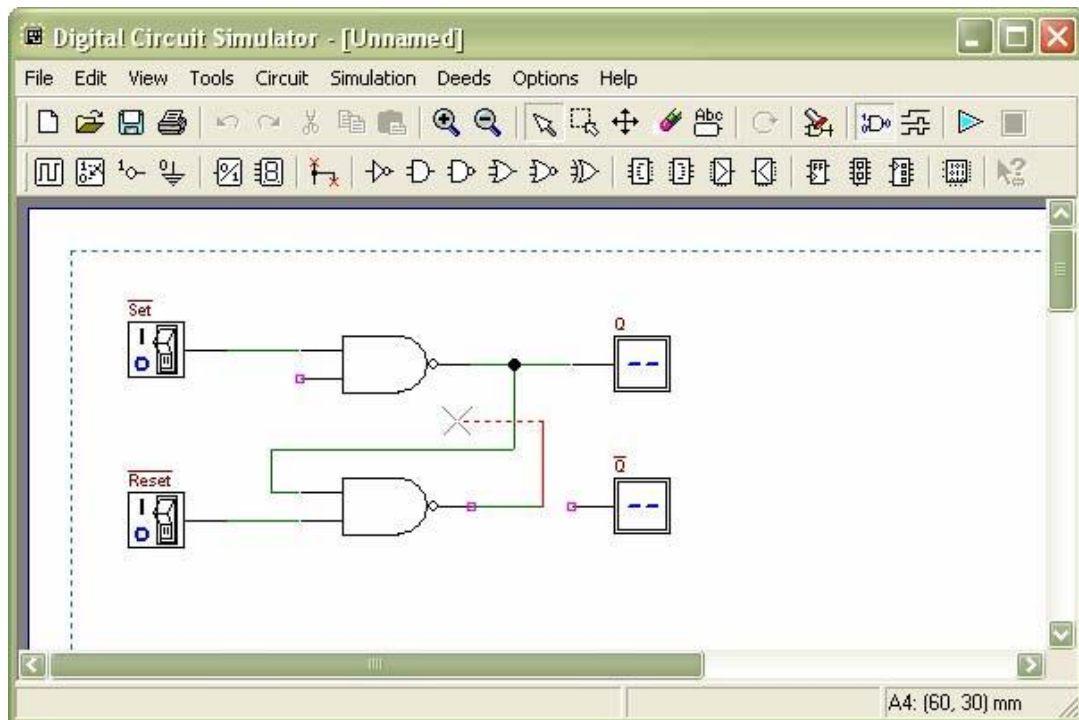 Digital Circuit Simulator - [Unnamed]
File Edit View Tools Circuit Simulation Deeds Options Help
Abc
Set
Q
Reset
Q
A4: (60, 30) mm